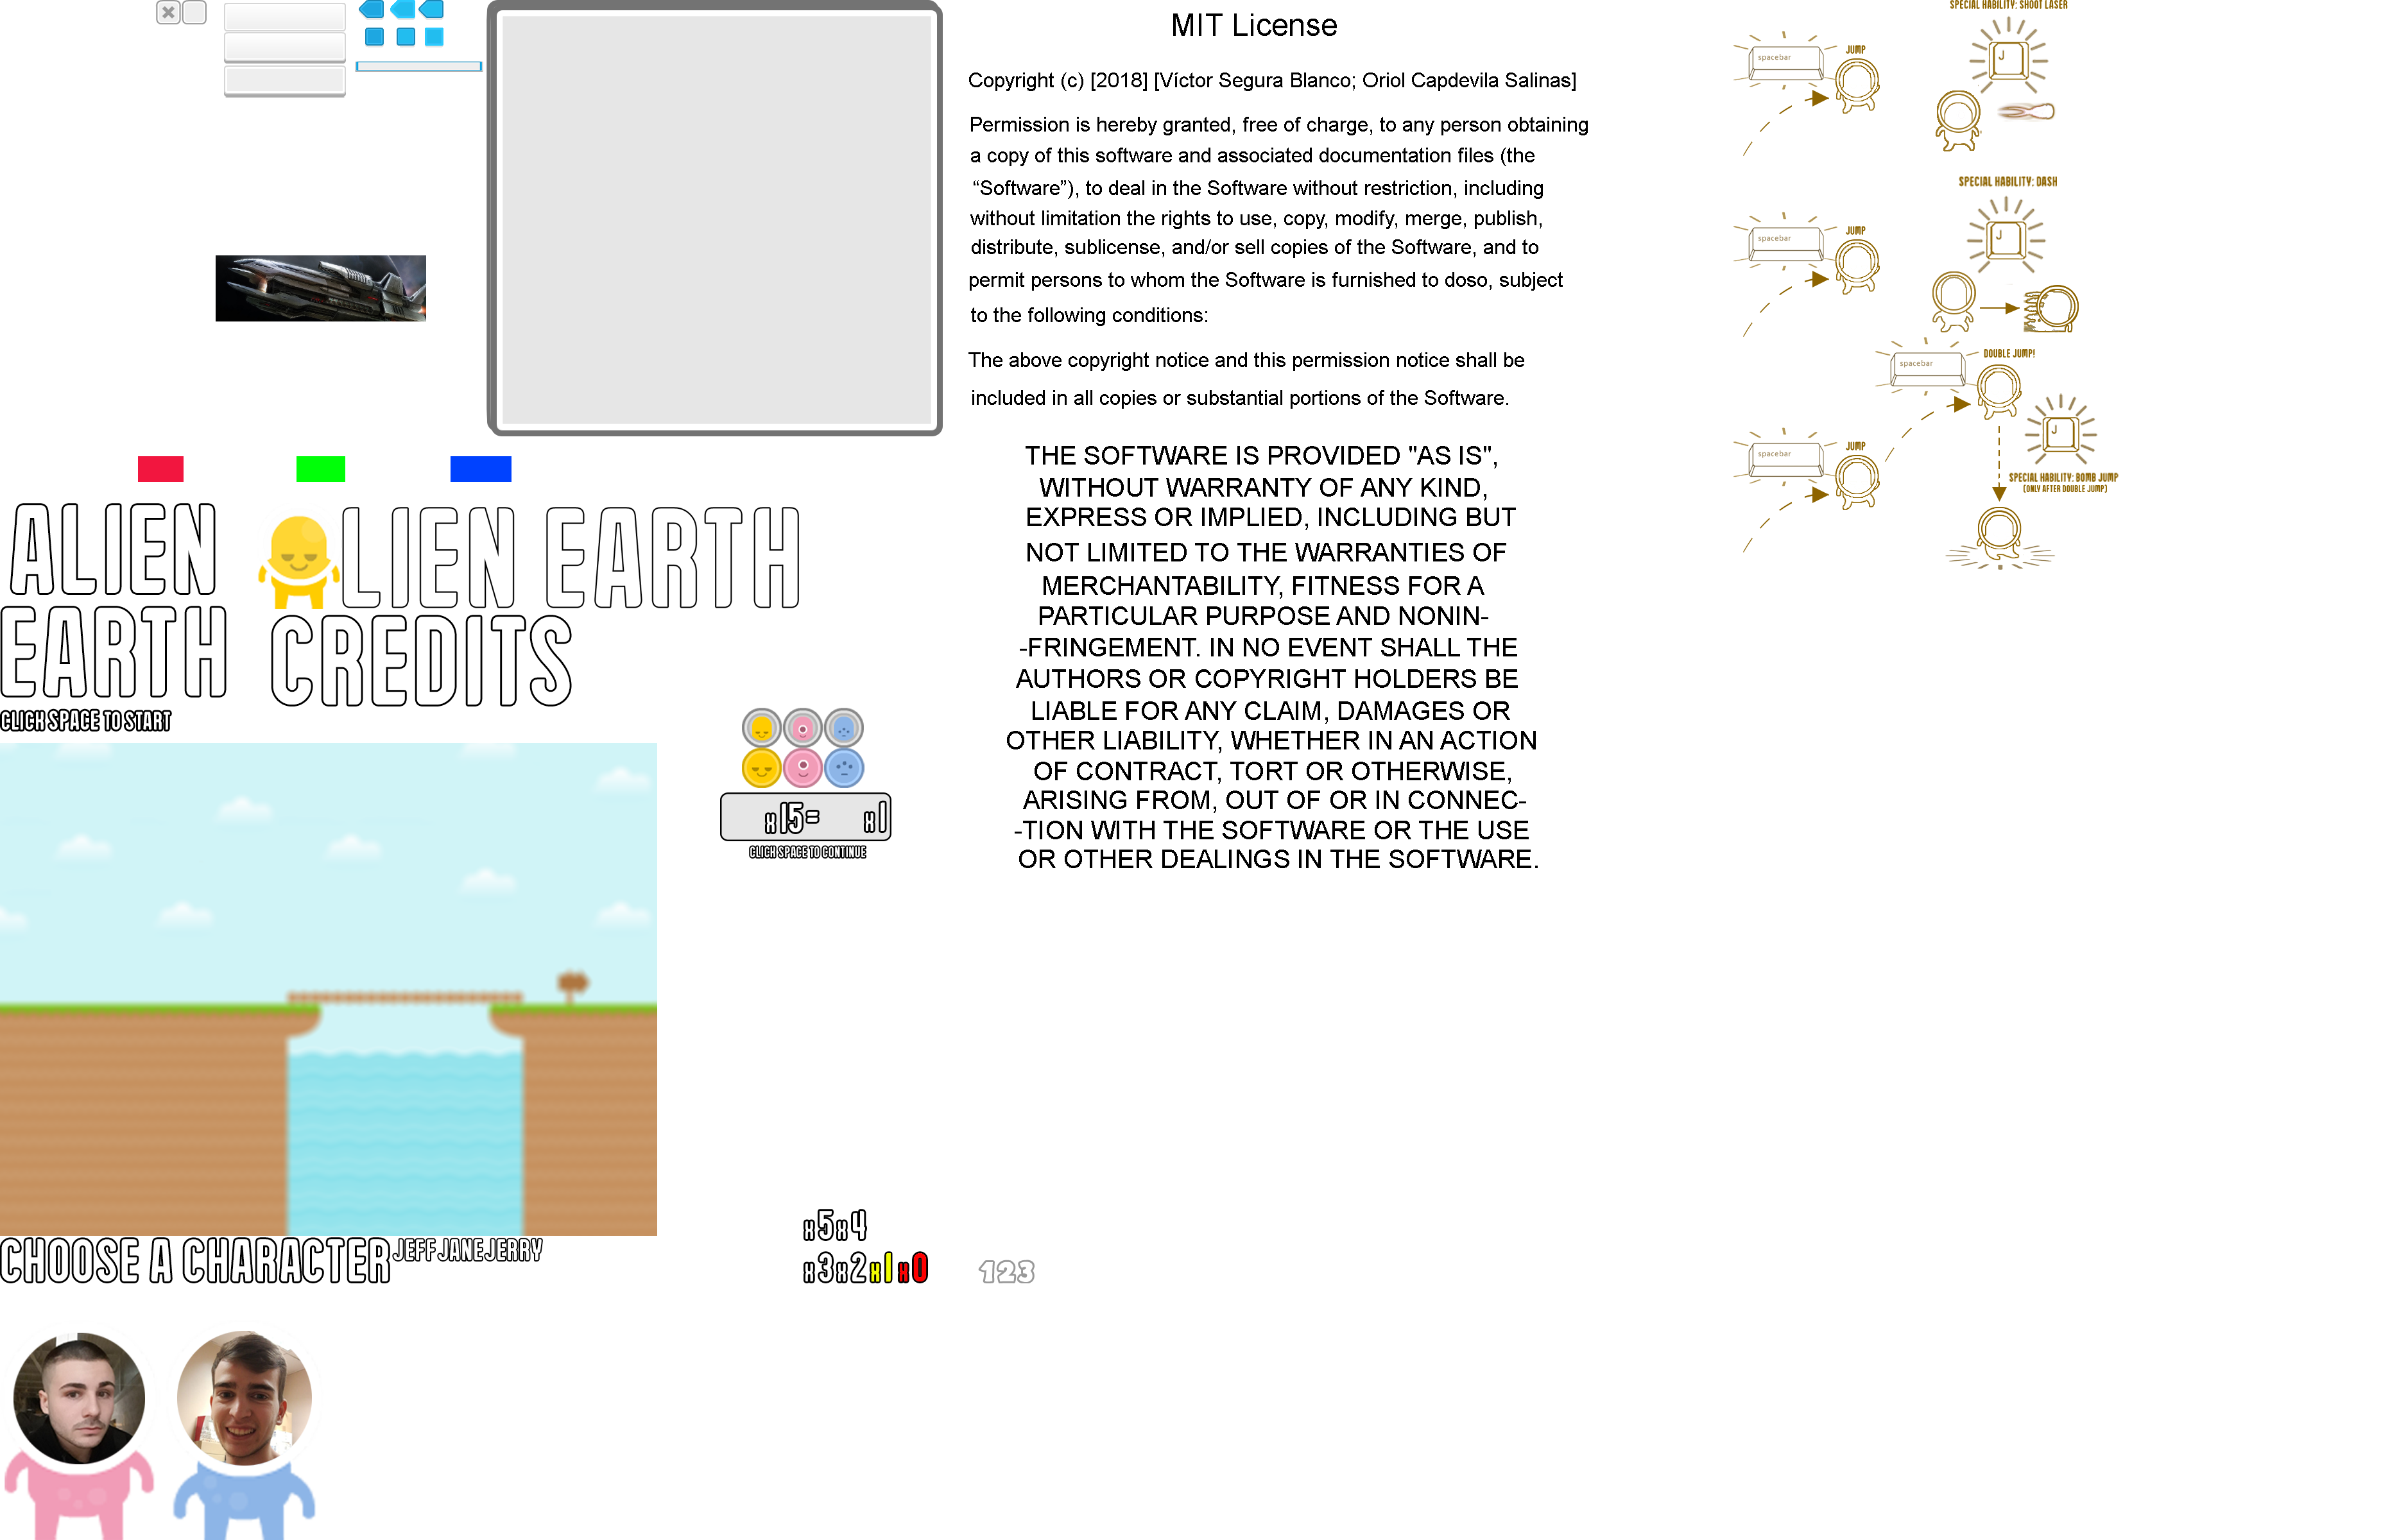 MIT License
Copyright (c) [2018] [Víctor Segura Blanco; Oriol Capdevila Salinas]
Permission is hereby granted, free of charge, to any person obtaining
a copy of this software and associated documentation files (the
“Software”), to deal in the Software without restriction, including
without limitation the rights to use, copy, modify, merge, publish,
distribute, sublicense, and/or sell copies of the Software, and to
permit persons to whom the Software is furnished to doso, subject
to the following conditions:
The above copyright notice and this permission notice shall be
included in all copies or substantial portions of the Software.
THE SOFTWARE IS PROVIDED "AS IS",
WITHOUT WARRANTY OF ANY KIND,
EXPRESS OR IMPLIED, INCLUDING BUT
NOT LIMITED TO THE WARRANTIES OF
MERCHANTABILITY, FITNESS FOR A
PARTICULAR PURPOSE AND NONIN-
-FRINGEMENT. IN NO EVENT SHALL THE
AUTHORS OR COPYRIGHT HOLDERS BE
LIABLE FOR ANY CLAIM, DAMAGES OR
OTHER LIABILITY, WHETHER IN AN ACTION
OF CONTRACT, TORT OR OTHERWISE,
ARISING FROM, OUT OF OR IN CONNEC-
-TION WITH THE SOFTWARE OR THE USE
OR OTHER DEALINGS IN THE SOFTWARE.
SPECIAL HABILITY: SHOOT LASER
spacebar
JUMP
J
SPECIAL HABILITY: DASH
spacebar
JUMP
J
spacebar
DOUBLE JUMP!
spacebar
JUMP
J
SPECIAL HABILITY: BOMB JUMP
(ONLY AFTER DOUBLE JUMP)
ALIEN
EARTH
LIEN EARTH
CREDITS
CLICK SPACE TO START
x15= x1
CLICK SPACE TO CONTINUE
CHOOSE A CHARACTER JEFF JANE JERRY
x5x4
x3x2x1x0
123